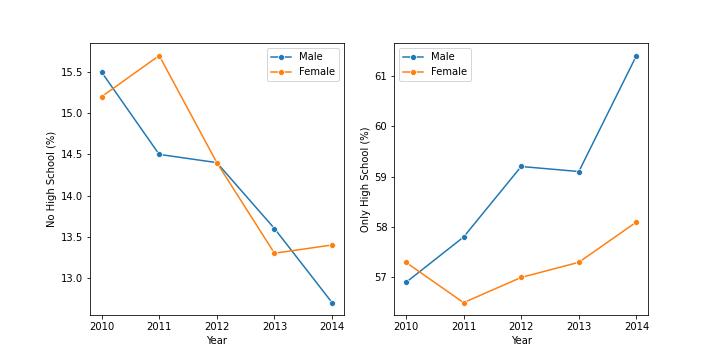 No High School (%)
15.5
15.0
14.5
14.0
13.5
13.0
2010 2011 2012 2013 2014
Year
Male
Female
Only High School (%)
61
60
59
58
57
2010 2011 2012 2013 2014
Year
Male
Female